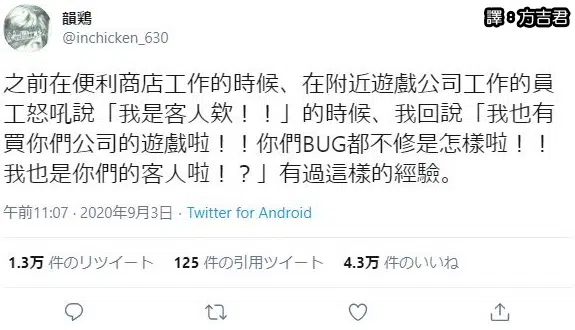 譯:方吉君
韻鶏
@inchicken_630
之前在便利商店工作的時候、在附近遊戲公司工作的員
工怒吼說「我是客人欸！！」的時候、我回說「我也有
買你們公司的遊戲啦！！你們BUG都不修是怎樣啦！！
我也是你們的客人啦！？」有過這樣的經驗。
午前11:07 · 2020年9月3日 · Twitter for Android
1.3万 件のリツイート 125 件の引用ツイート 4.3万 件のいいね